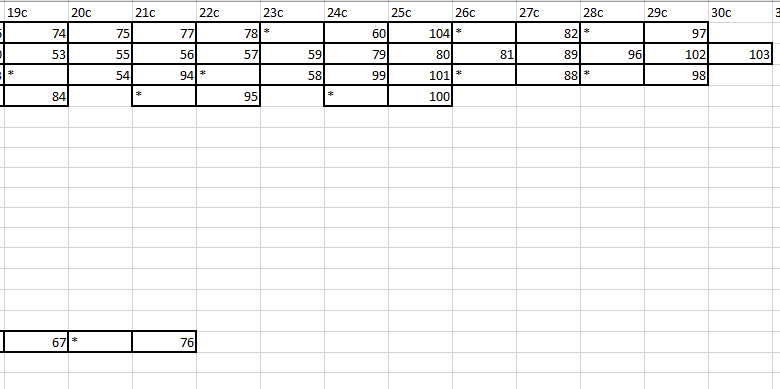 19c 20c 21c 22c 23c 24c 25c 26c 27c 28c 29c 30c
74 75 77 78 * 60 104 * 82 * 97
53 55 56 57 59 79 80 81 89 96 102 103
* 54 94 * 58 99 101 * 88 * 98
84 * 95 * 100
67 * 76